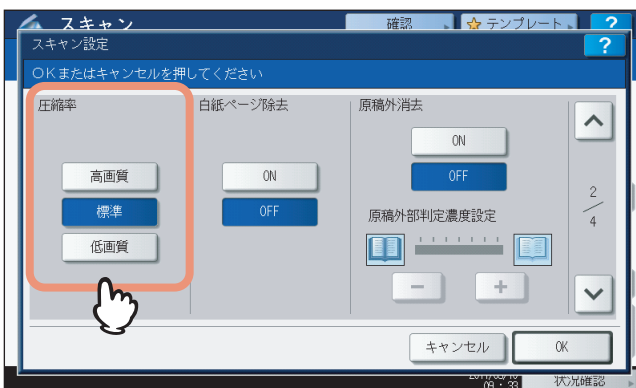 スキャン
確認
テンプレート
?
スキャン設定
?
OKまたはキャンセルを押してください
圧縮率
白紙ページ除去
原稿外消去
高画質
標準
低画質
ON
OFF
ON
OFF
原稿外部判定濃度設定
2
4
キャンセル
OK
09:33
状況確認